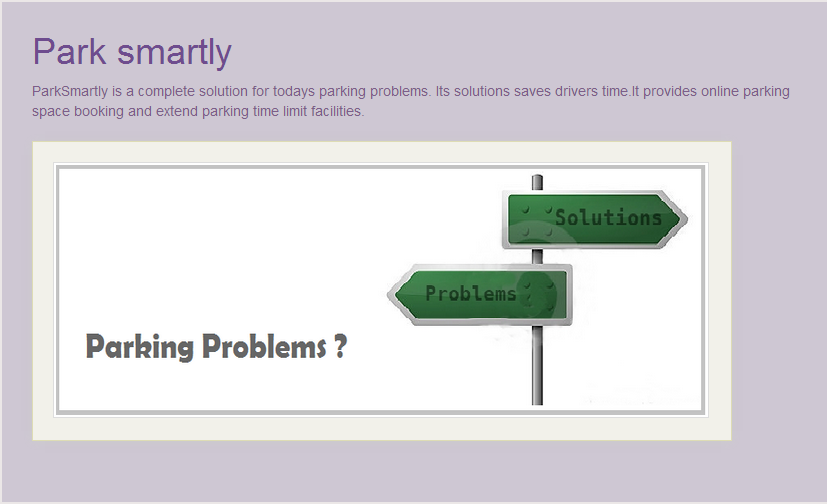 Park smartly
ParkSmartly is a complete solution for todays parking problems. Its solutions saves drivers time.It provides online parking
space booking and extend parking time limit facilities.
Solutions
Problems
Parking Problems ?